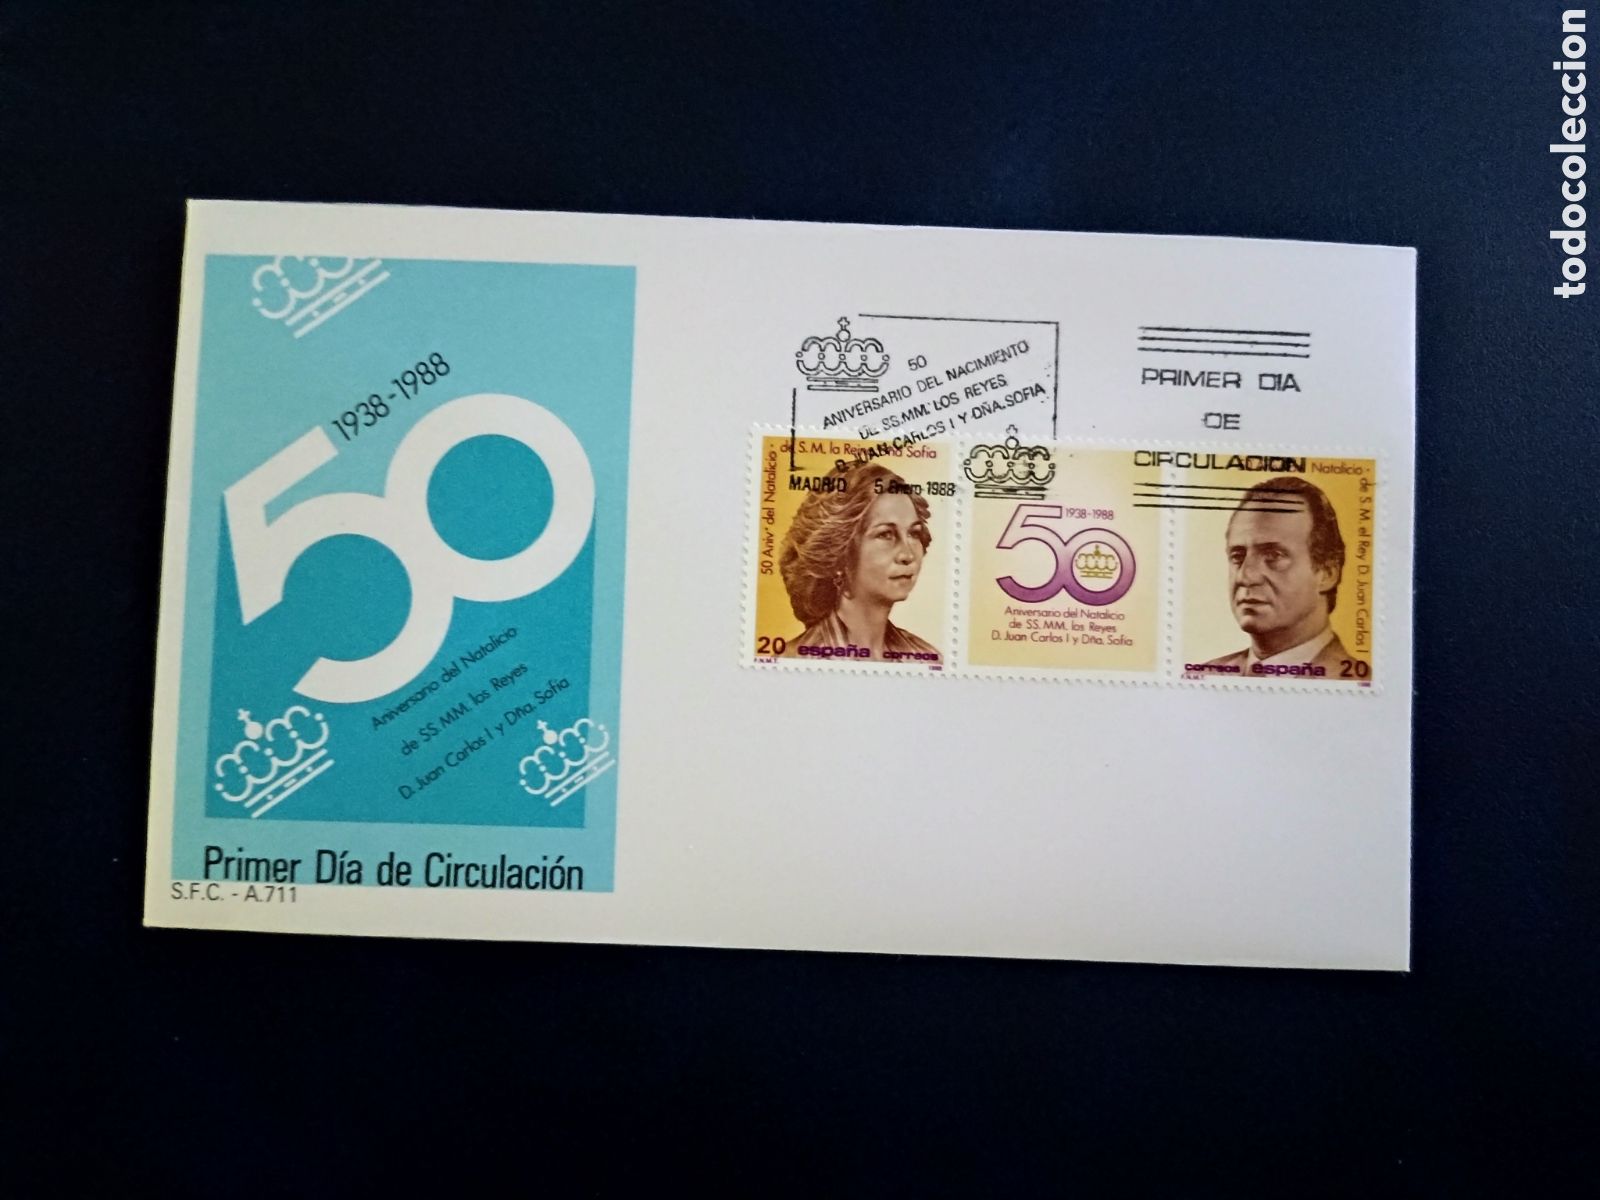 todocoleccion
1938-1988
50
Aniversario del Natalicio
de SS. MM. los Reyes
D. Juan Carlos I y Dña. Sofía
Primer Día de Circulación
S.F.C. - A.711
50
ANIVERSARIO DEL NACIMIENTO
DE SS.MM. LOS REYES
D. JUAN CARLOS I Y DÑA. SOFIA
MADRID 5 Enero 1988
PRIMER DIA
DE
CIRCULACION
50 Anivº del Natalicio · de S. M. la Reina Sofía
20 españa correos
F.N.M.T. 1988
1938-1988
50
Aniversario del Natalicio
de SS. MM. los Reyes
D. Juan Carlos I y Dña. Sofía
Natalicio · de S. M. el Rey D. Juan Carlos I
correos españa 20
F.N.M.T. 1988